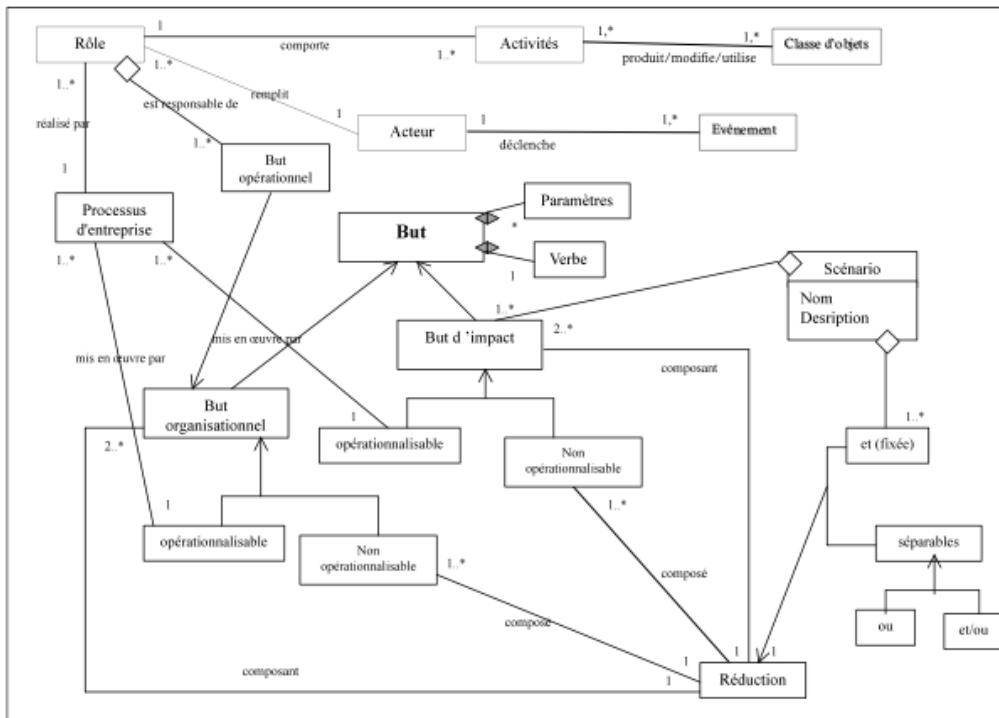 1
Rôle
comporte
1..*
Activités
1,*
1,*
produit/modifie/utilise
Classe d'objets
1..*
1..*
remplit
1
est responsable de
réalisé par
Acteur
1
déclenche
1,*
Evénement
1..*
But
opérationnel
1
Processus
d'entreprise
1..*
1..*
But
Paramètres
*
Verbe
1
Scénario
Nom
Desription
1..*
mis en œuvre par
mis en œuvre par
But d ’impact
2..*
composant
But
organisationnel
2..*
1
opérationnalisable
Non
opérationnalisable
1..*
1..*
et (fixée)
1
opérationnalisable
Non
opérationnalisable
1..*
séparables
composé
composé
ou
et/ou
composant
1
1
1
1
1
Réduction